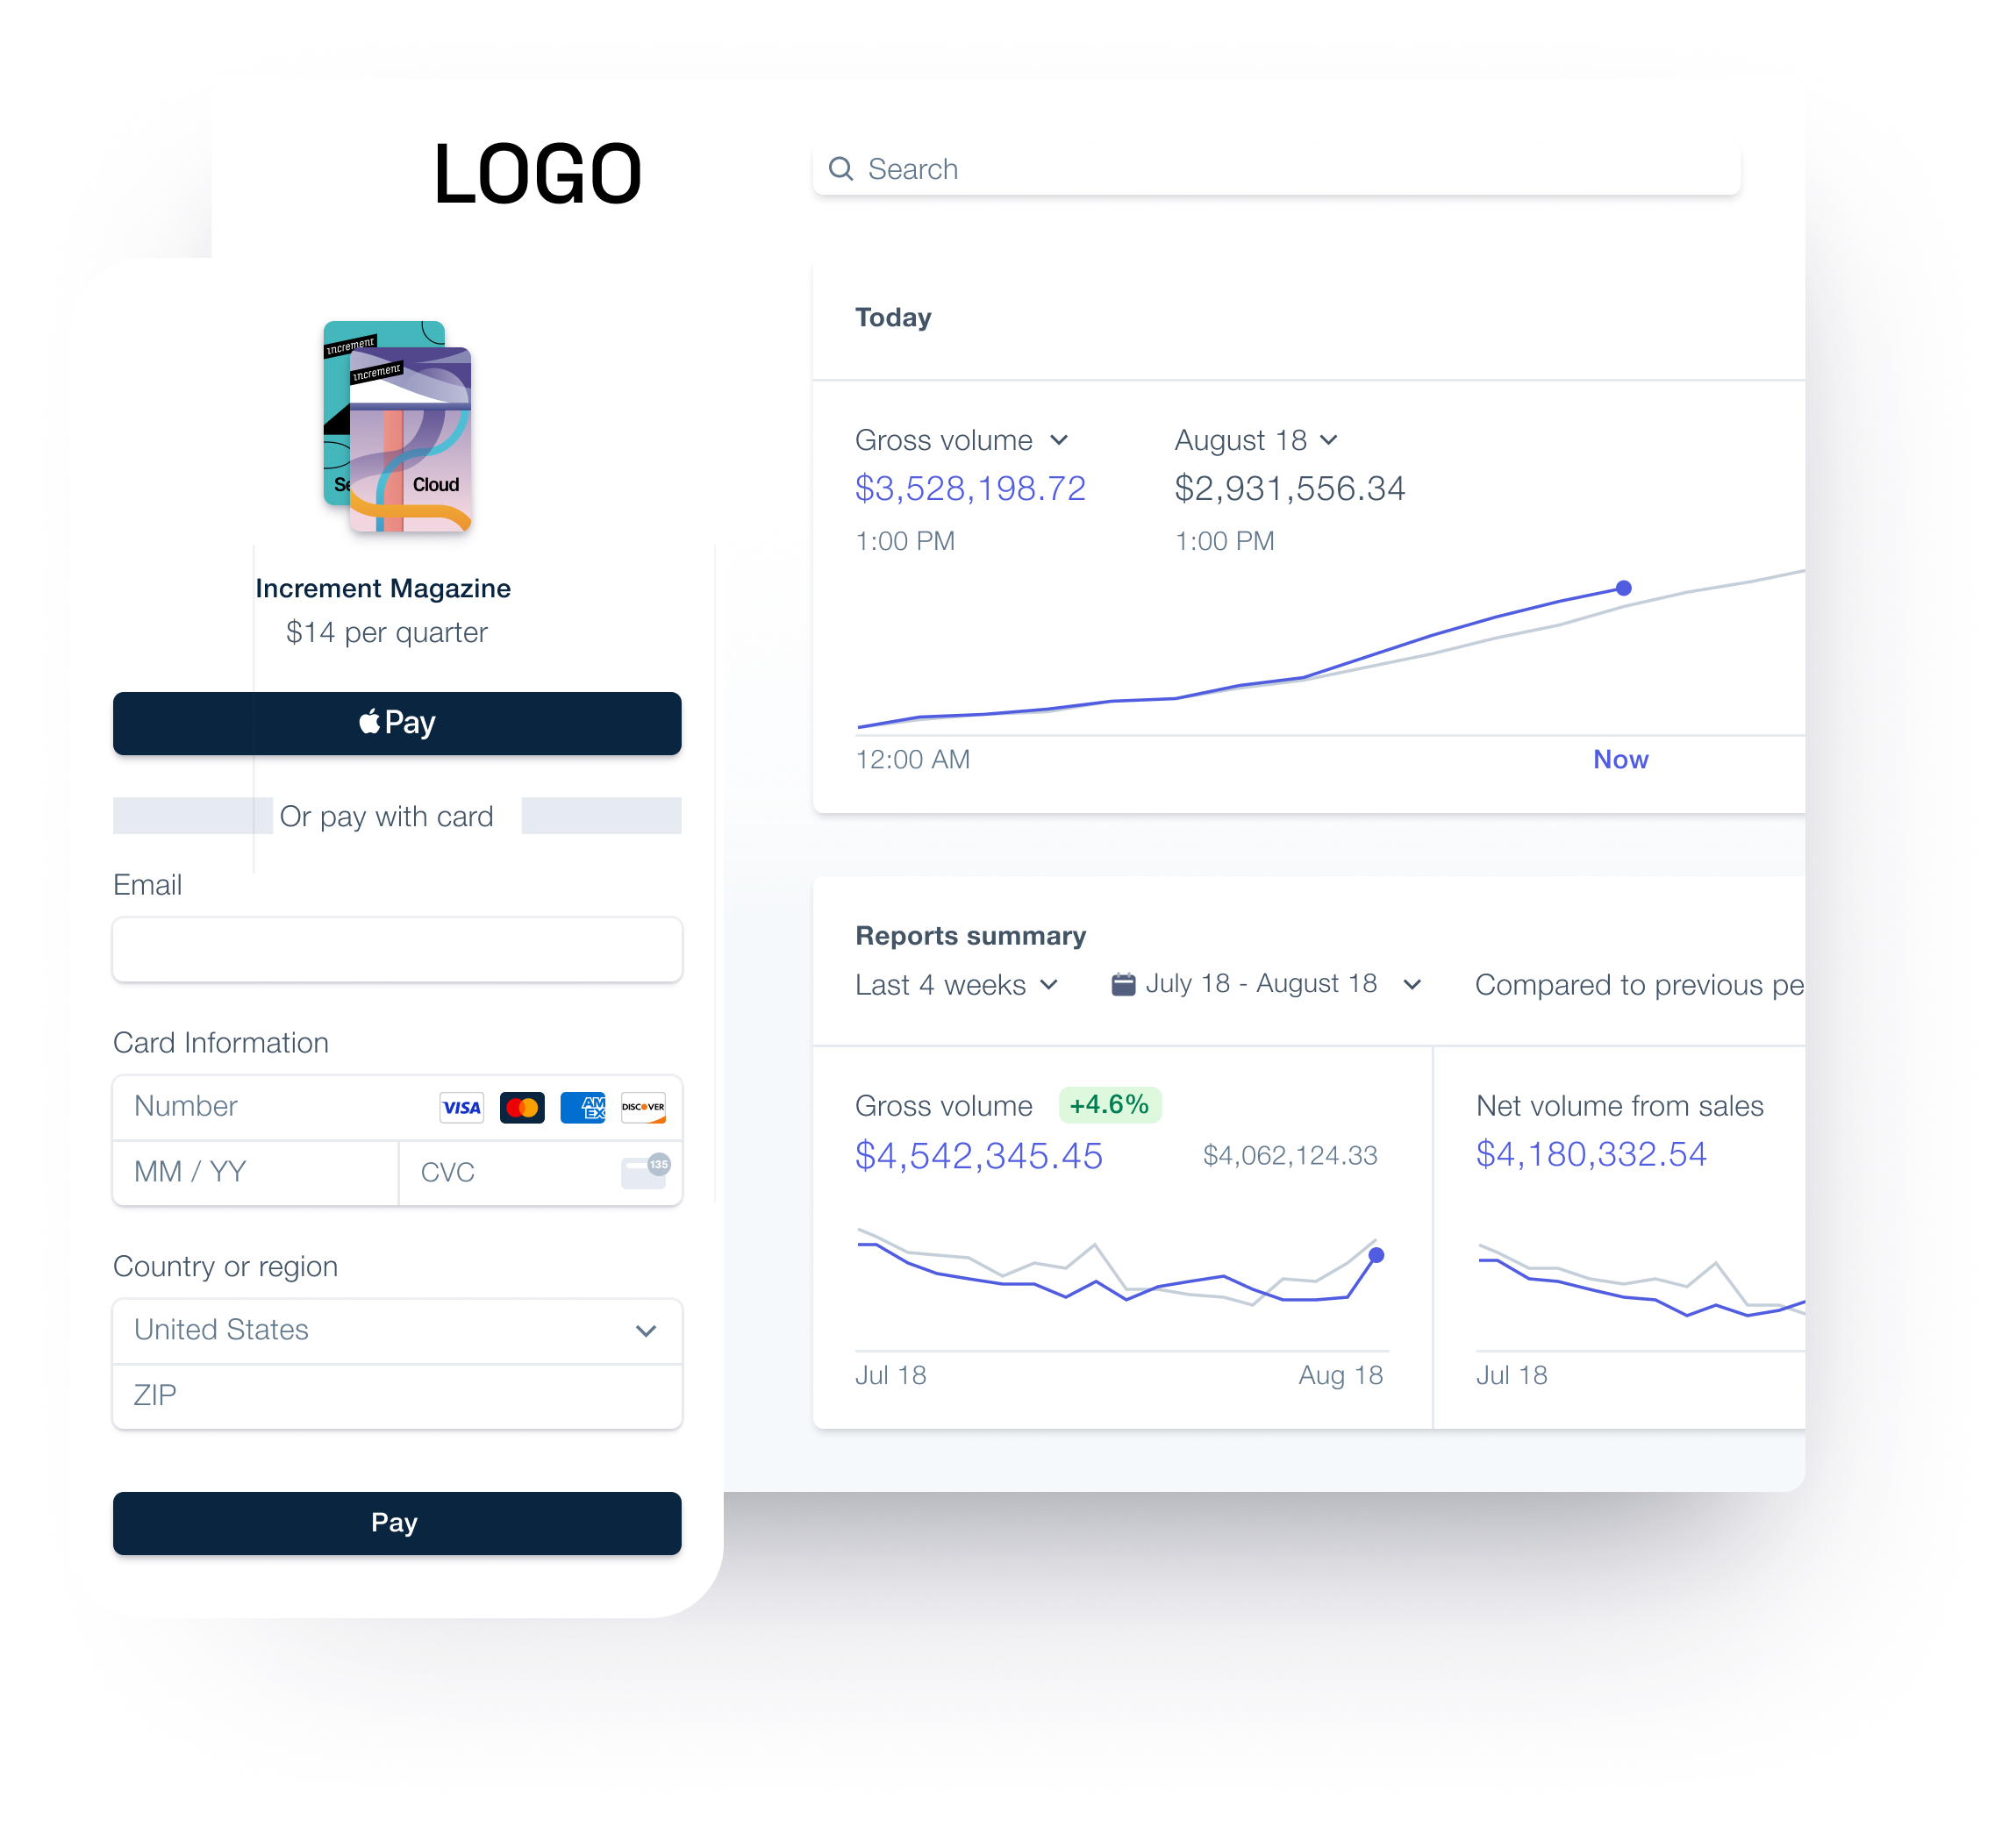 LOGO
Search
increment
increment
Se
Cloud
Increment Magazine
$14 per quarter
Pay
Or pay with card
Email
Card Information
Number
VISA
AM
EX
DISCOVER
MM / YY
CVC
135
Country or region
United States
ZIP
Pay
Today
Gross volume
August 18
$3,528,198.72
$2,931,556.34
1:00 PM
1:00 PM
12:00 AM
Now
Reports summary
Last 4 weeks
July 18 - August 18
Compared to previous pe
Gross volume
+4.6%
$4,542,345.45
$4,062,124.33
Jul 18
Aug 18
Net volume from sales
$4,180,332.54
Jul 18